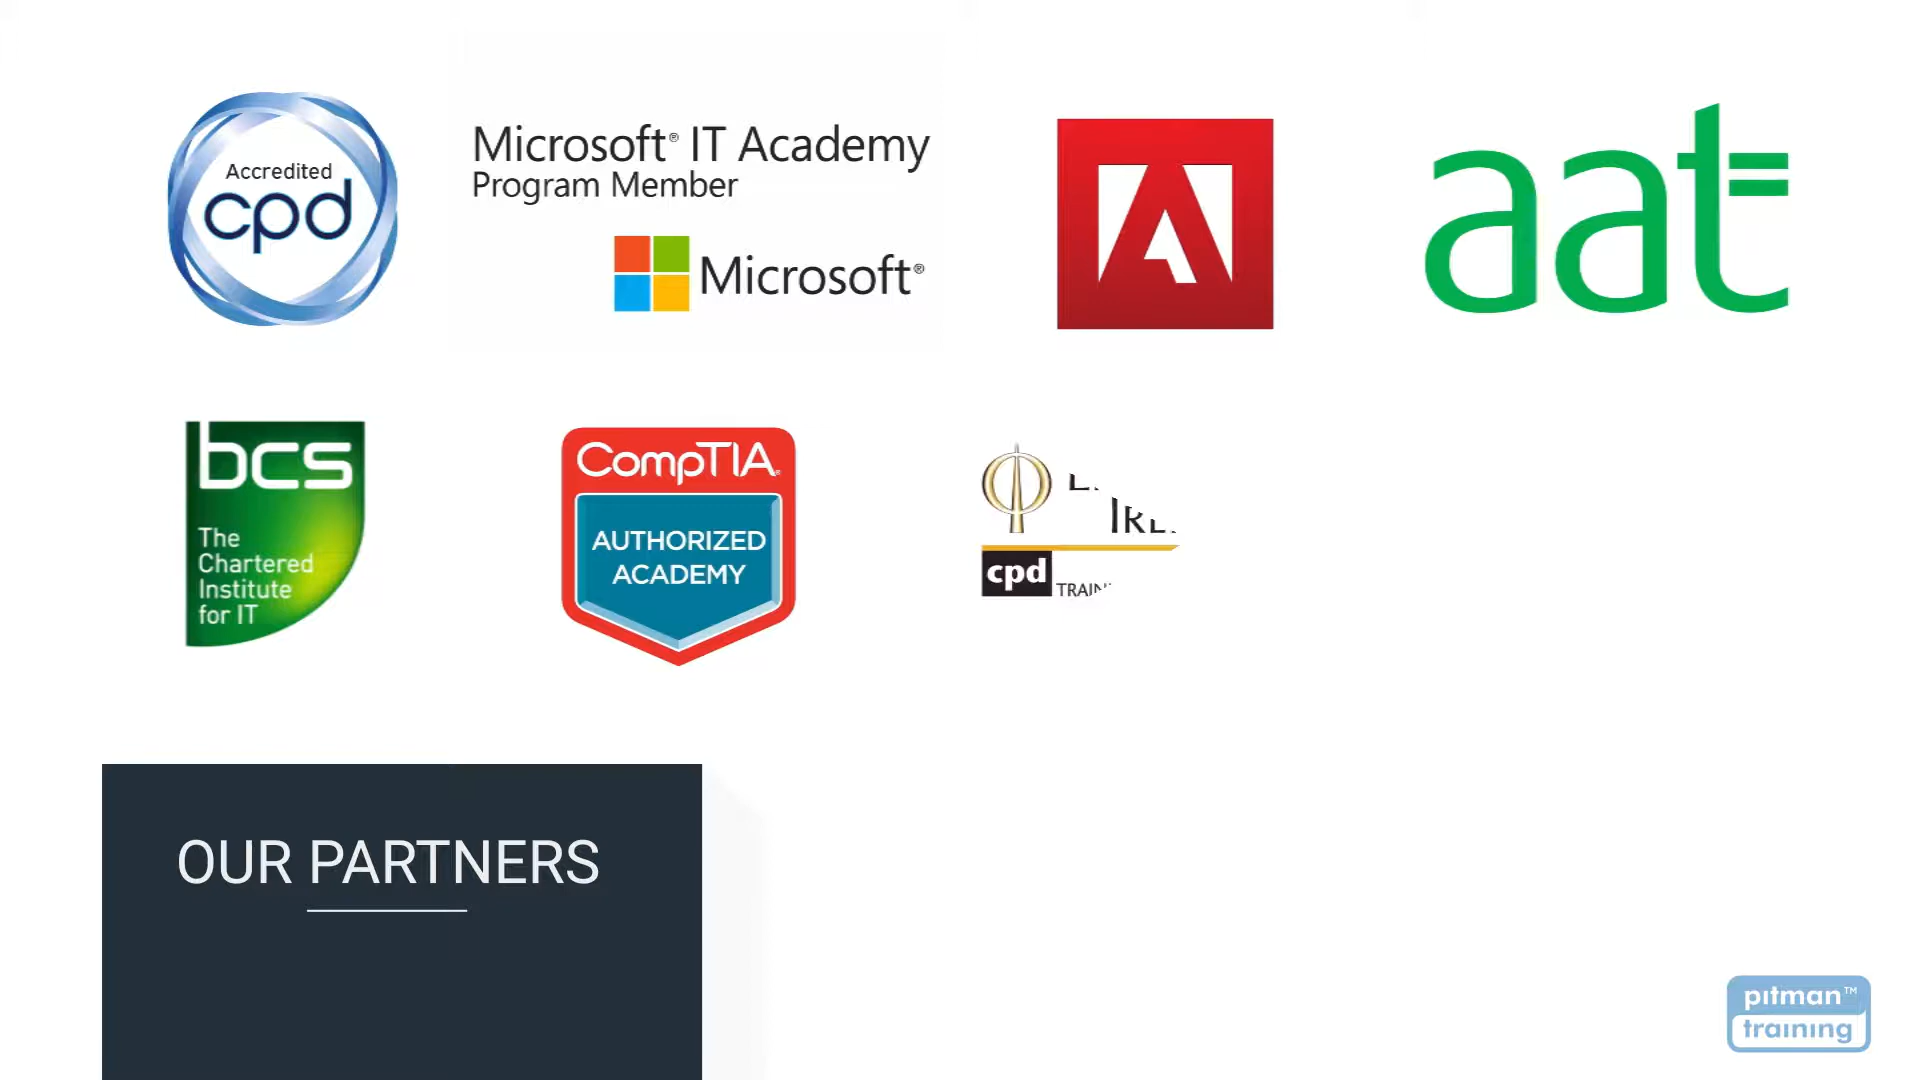 Accredited
cpd
Microsoft® IT Academy
Program Member
Microsoft®
aat
bcs
The
Chartered
Institute
for IT
CompTIA®
AUTHORIZED
ACADEMY
cpd
OUR PARTNERS
pitman™
training